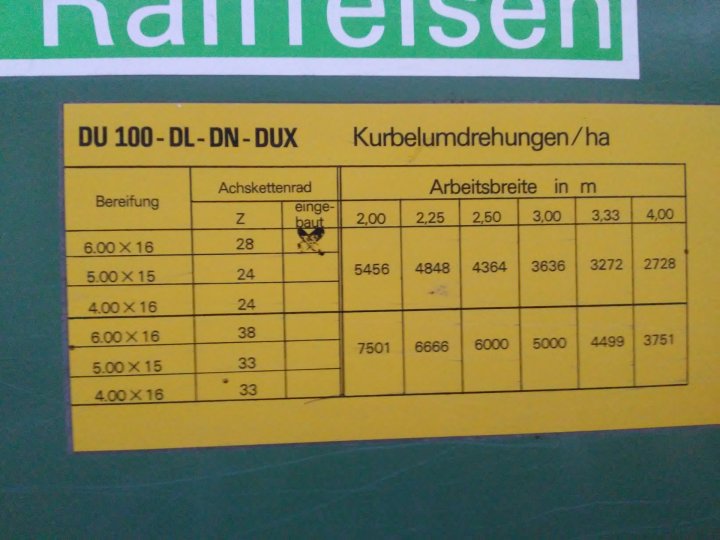 Raiffeisen
DU 100-DL-DN-DUX Kurbelumdrehungen/ha
Bereifung Achskettenrad Arbeitsbreite in m
Z einge-
baut 2,00 2,25 2,50 3,00 3,33 4,00
6.00 × 16 28
5.00 × 15 24 5456 4848 4364 3636 3272 2728
4.00 × 16 24
6.00 × 16 38
5.00 × 15 33 7501 6666 6000 5000 4499 3751
4.00 × 16 33